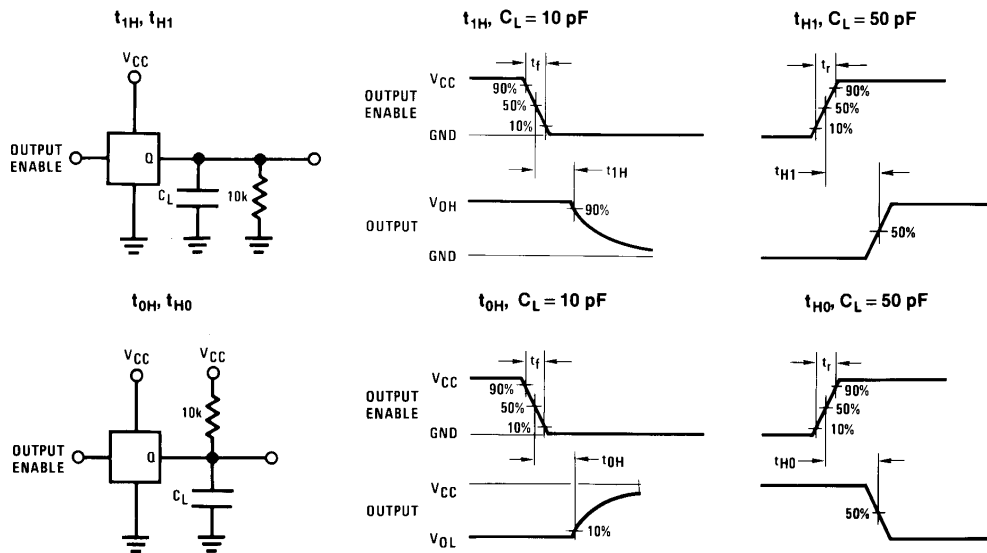 t1H, tH1
VCC
OUTPUT
ENABLE
Q
CL
10k
t1H, CL = 10 pF
tf
VCC
90%
OUTPUT
ENABLE
50%
10%
GND
t1H
VOH
90%
OUTPUT
GND
tH1, CL = 50 pF
tr
90%
50%
10%
tH1
50%
t0H, tH0
VCC
VCC
10k
OUTPUT
ENABLE
Q
CL
t0H, CL = 10 pF
tf
VCC
90%
OUTPUT
ENABLE
50%
10%
GND
t0H
VCC
OUTPUT
10%
VOL
tH0, CL = 50 pF
tr
90%
50%
10%
tH0
50%